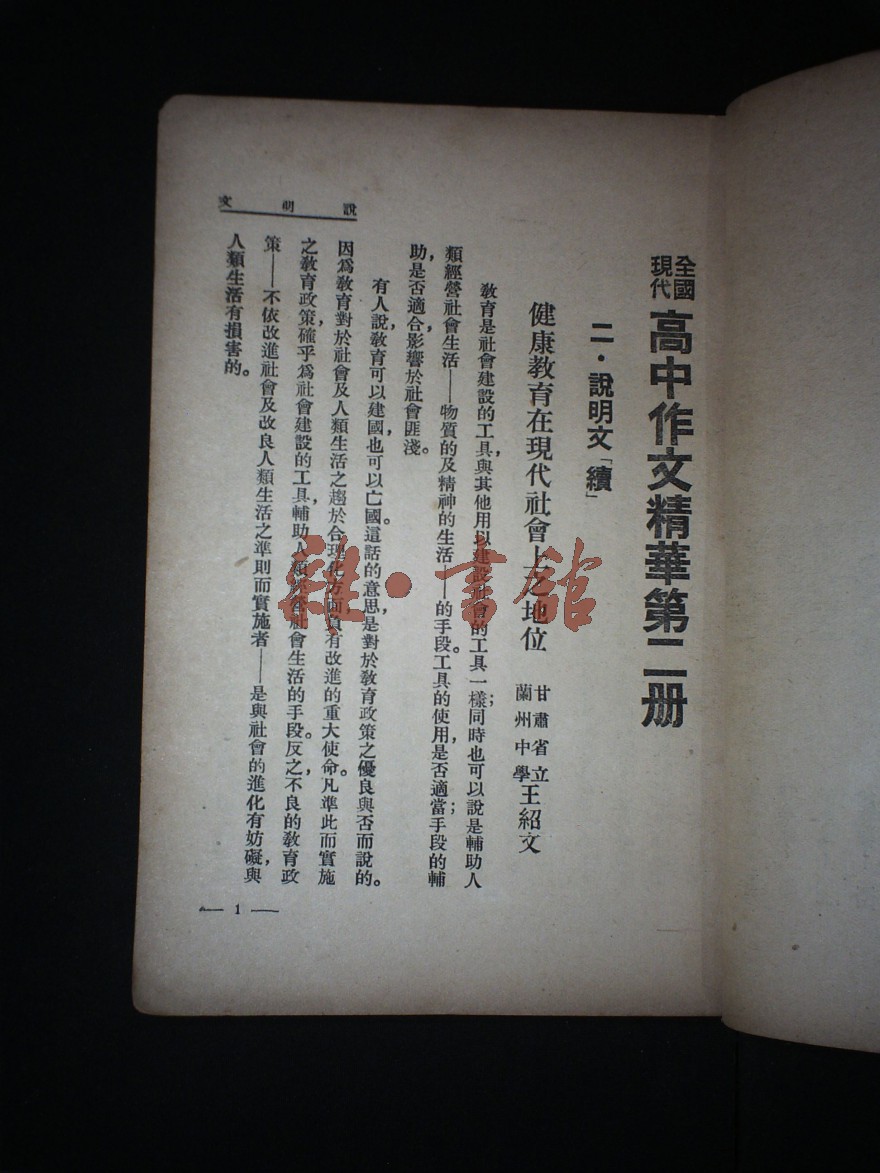 全國現代高中作文精華第二册
二·說明文「續」
健康教育在現代社會上之地位
甘肅省立蘭州中學王紹文
教育是社會建設的工具，與其他用以建設社會的工具一樣；同時也可以說是輔助人
類經營社會生活——物質的及精神的生活——的手段。工具的使用是否適當，手段的輔
助是否適合，影響於社會匪淺。
有人說，教育可以建國也可以亡國。這話的意思是對於教育政策之優良與否而說的。
因爲教育對於社會及人類生活之趨於合理化方面負有改進的重大使命。凡準此而實施
之教育政策，確乎爲社會建設的工具，輔助人類經營社會生活的手段。反之，不良的教育政
策——不依改進社會及改良人類生活之準則而實施者——是與社會的進化有妨礙，與
人類生活有損害的。
說明文
— 1 —
雜·書館